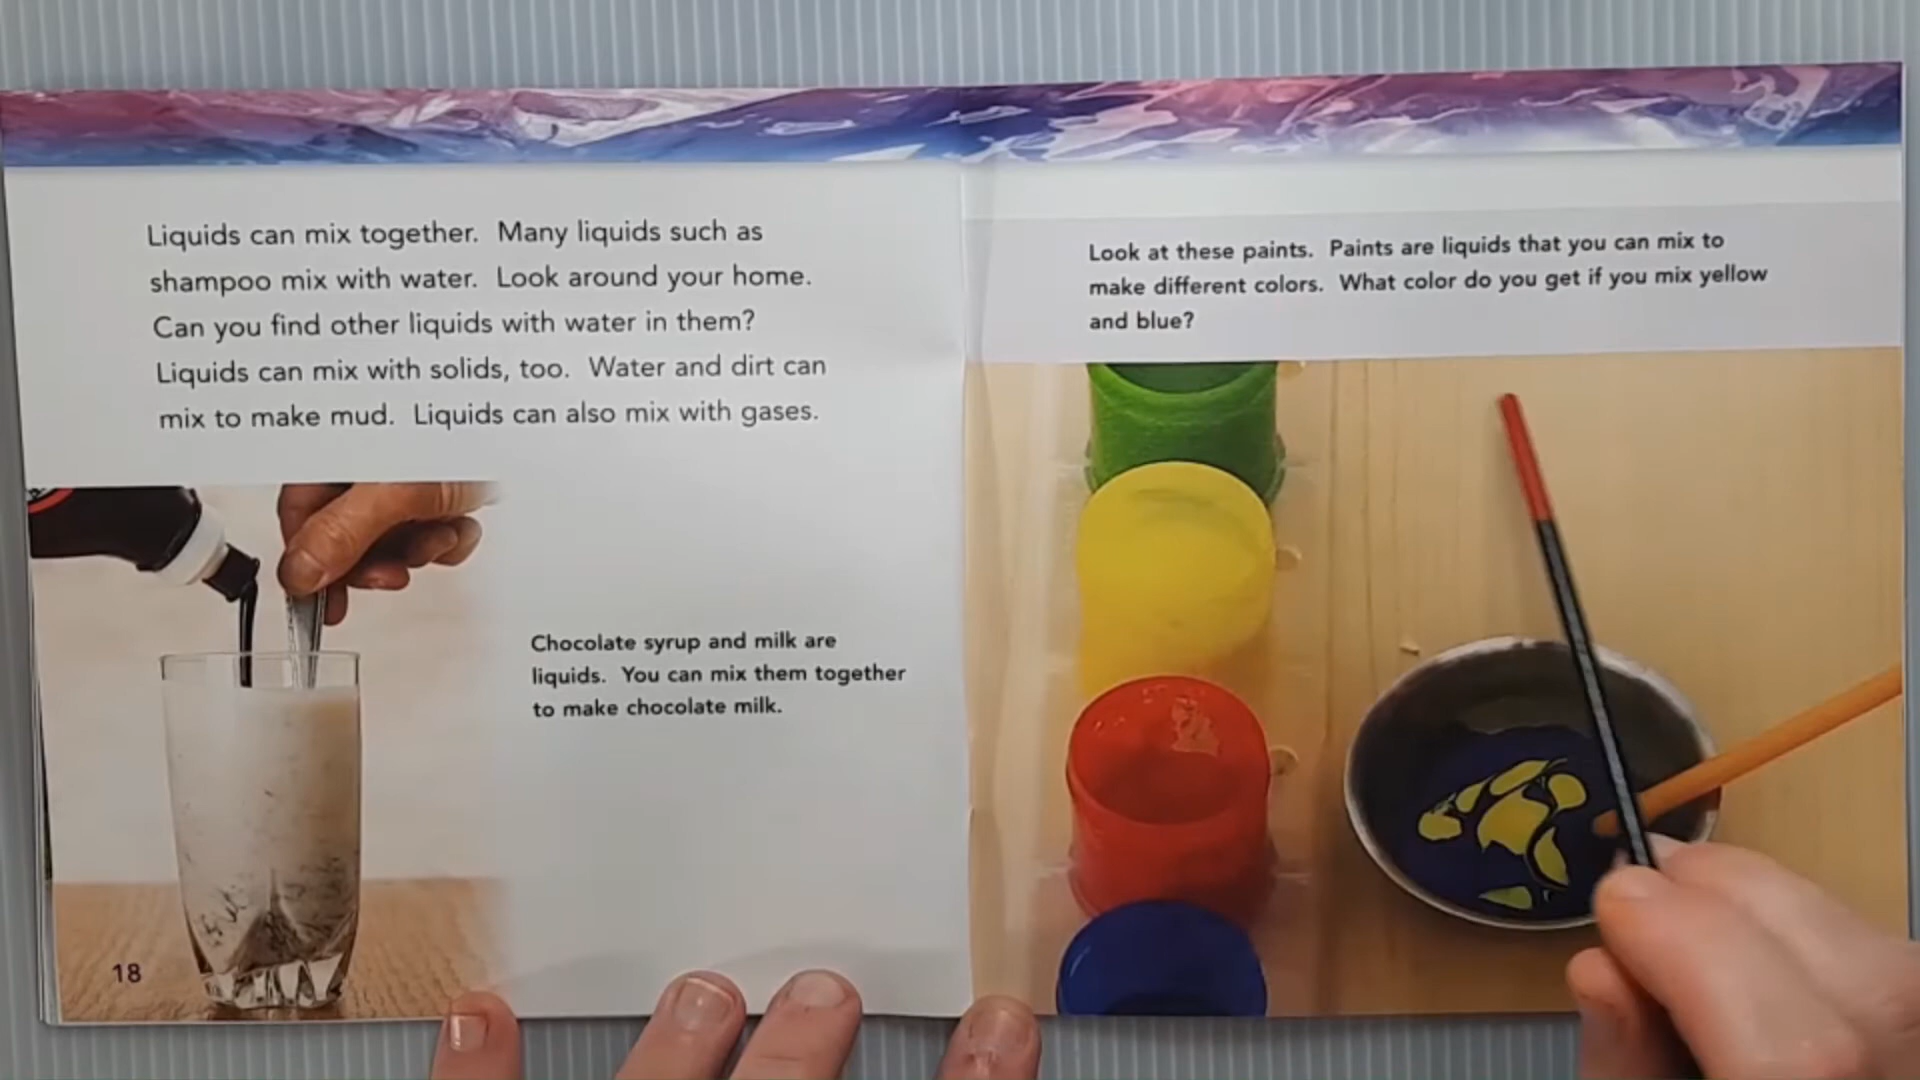 Liquids can mix together. Many liquids such as
shampoo mix with water. Look around your home.
Can you find other liquids with water in them?
Liquids can mix with solids, too. Water and dirt can
mix to make mud. Liquids can also mix with gases.
Chocolate syrup and milk are
liquids. You can mix them together
to make chocolate milk.
18
Look at these paints. Paints are liquids that you can mix to
make different colors. What color do you get if you mix yellow
and blue?